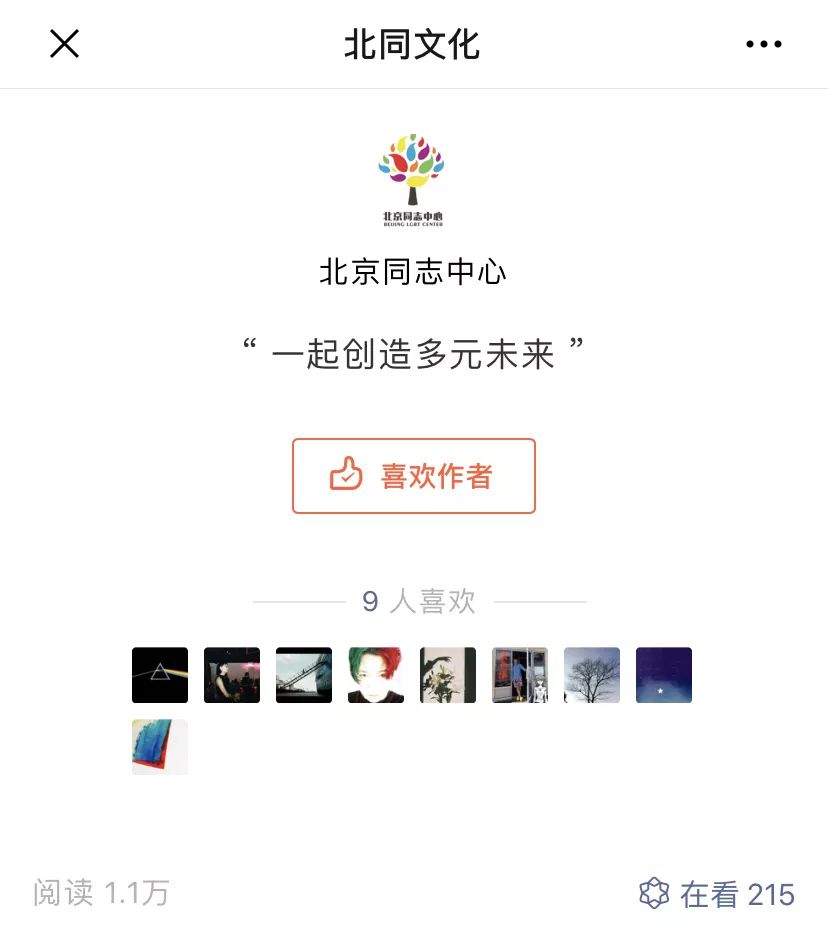 北同文化
北京同志中心
BEIJING LGBT CENTER
北京同志中心
“ 一起创造多元未来 ”
喜欢作者
9 人喜欢
阅读 1.1万
在看 215